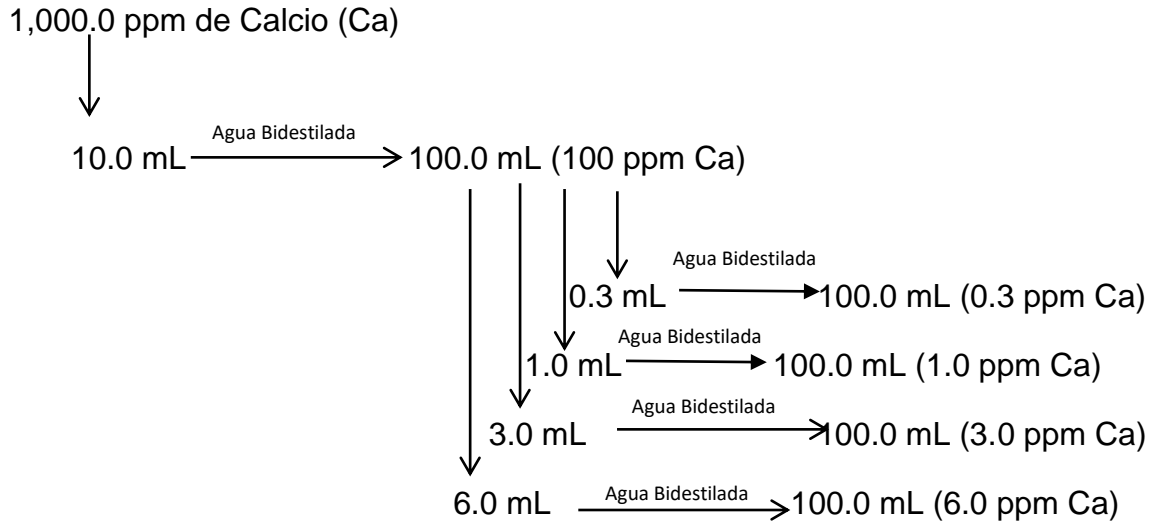 1,000.0 ppm de Calcio (Ca)
10.0 mL Agua Bidestilada 100.0 mL (100 ppm Ca)
0.3 mL Agua Bidestilada 100.0 mL (0.3 ppm Ca)
1.0 mL Agua Bidestilada 100.0 mL (1.0 ppm Ca)
3.0 mL Agua Bidestilada 100.0 mL (3.0 ppm Ca)
6.0 mL Agua Bidestilada 100.0 mL (6.0 ppm Ca)